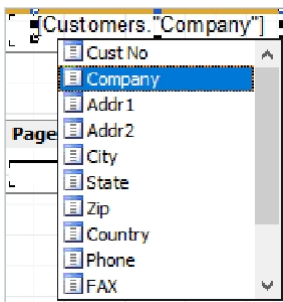 [Customers."Company"]
Cust No
Company
Addr1
Page
Addr2
City
State
Zip
Country
Phone
FAX